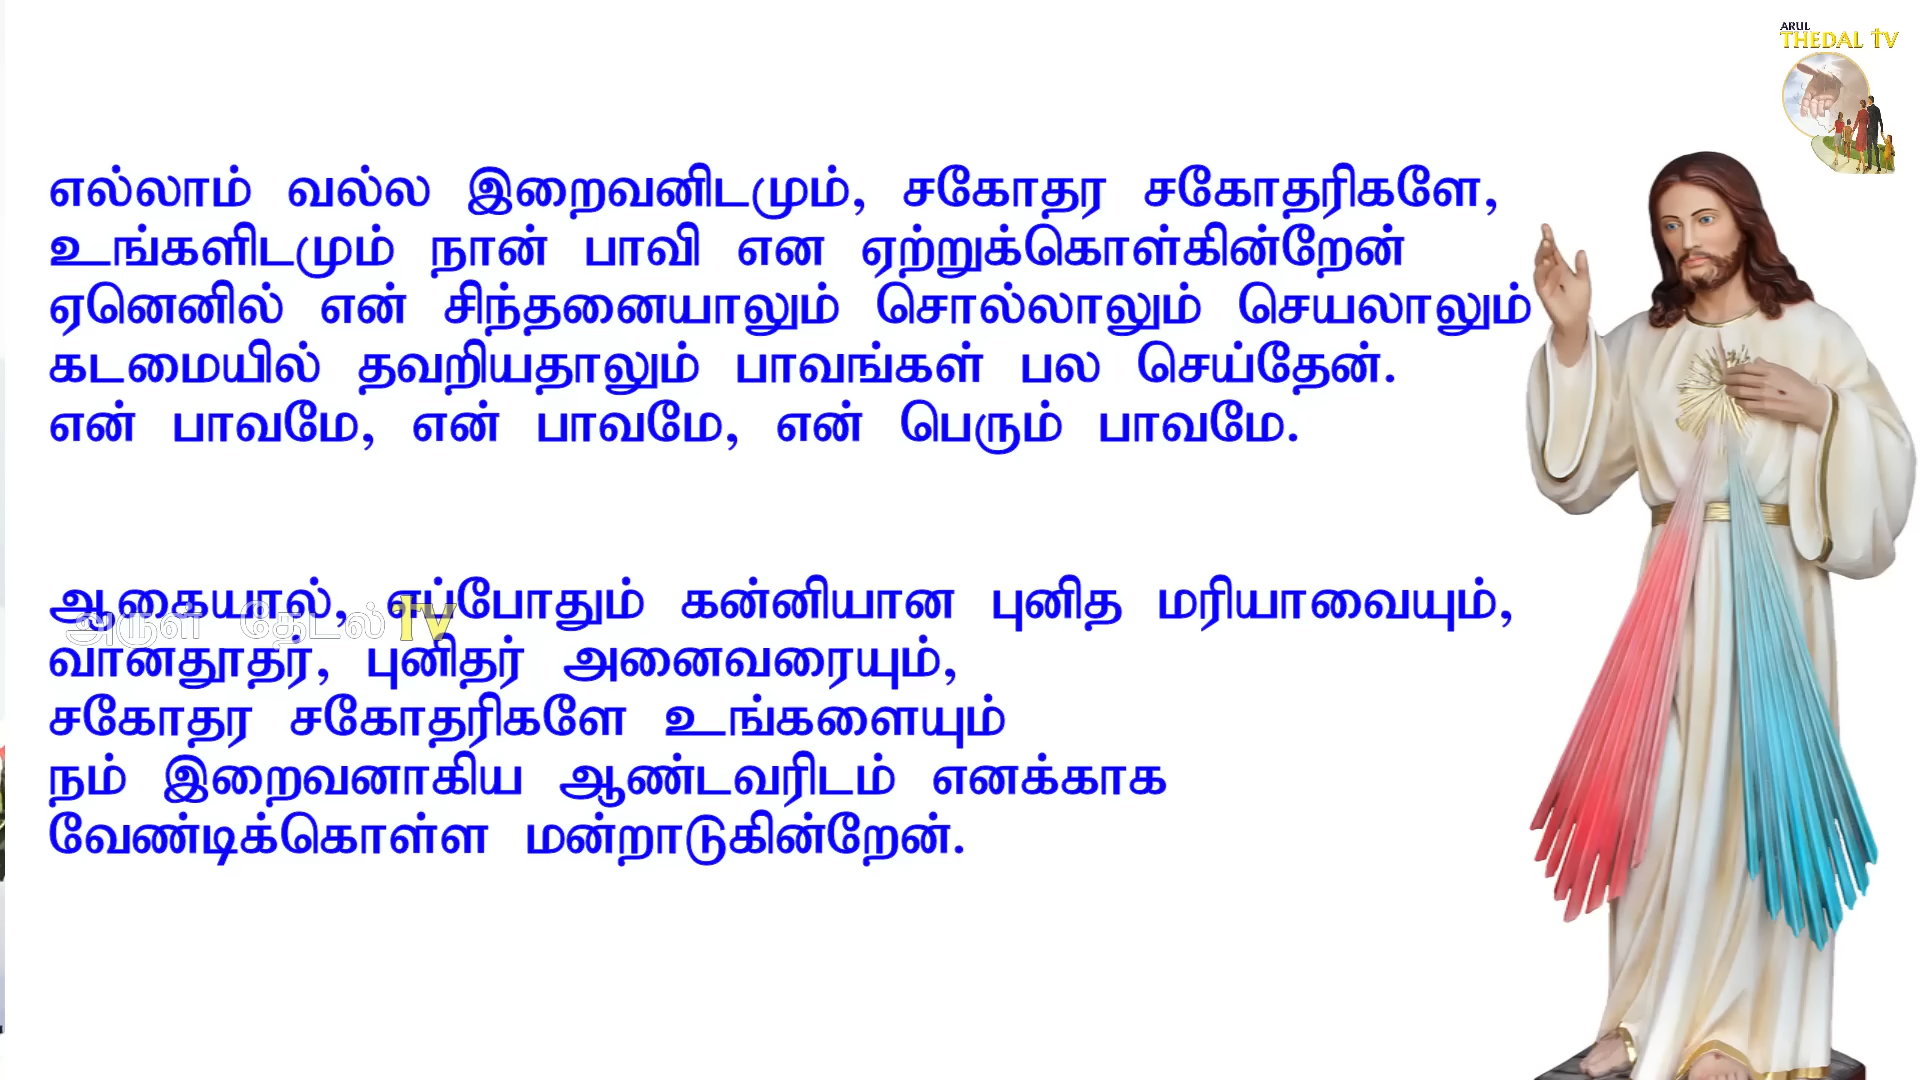 ARUL
THEDAL TV
எல்லாம் வல்ல இறைவனிடமும், சகோதர சகோதரிகளே,
உங்களிடமும் நான் பாவி என ஏற்றுக்கொள்கின்றேன்
ஏனெனில் என் சிந்தனையாலும் சொல்லாலும் செயலாலும்
கடமையில் தவறியதாலும் பாவங்கள் பல செய்தேன்.
என் பாவமே, என் பாவமே, என் பெரும் பாவமே.
ஆகையால், எப்போதும் கன்னியான புனித மரியாவையும்,
அருள் தேடல் TV
வானதூதர், புனிதர் அனைவரையும்,
சகோதர சகோதரிகளே உங்களையும்
நம் இறைவனாகிய ஆண்டவரிடம் எனக்காக
வேண்டிக்கொள்ள மன்றாடுகின்றேன்.